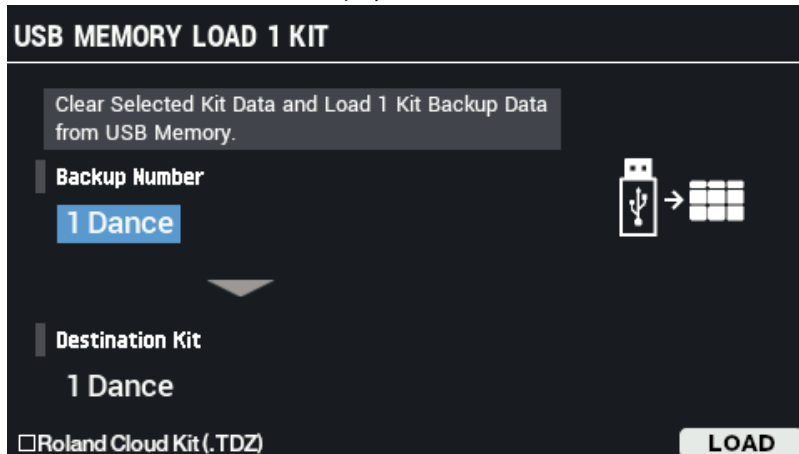 USB MEMORY LOAD 1 KIT
Clear Selected Kit Data and Load 1 Kit Backup Data
from USB Memory.
Backup Number
1 Dance
Destination Kit
1 Dance
Roland Cloud Kit (.TDZ)
LOAD